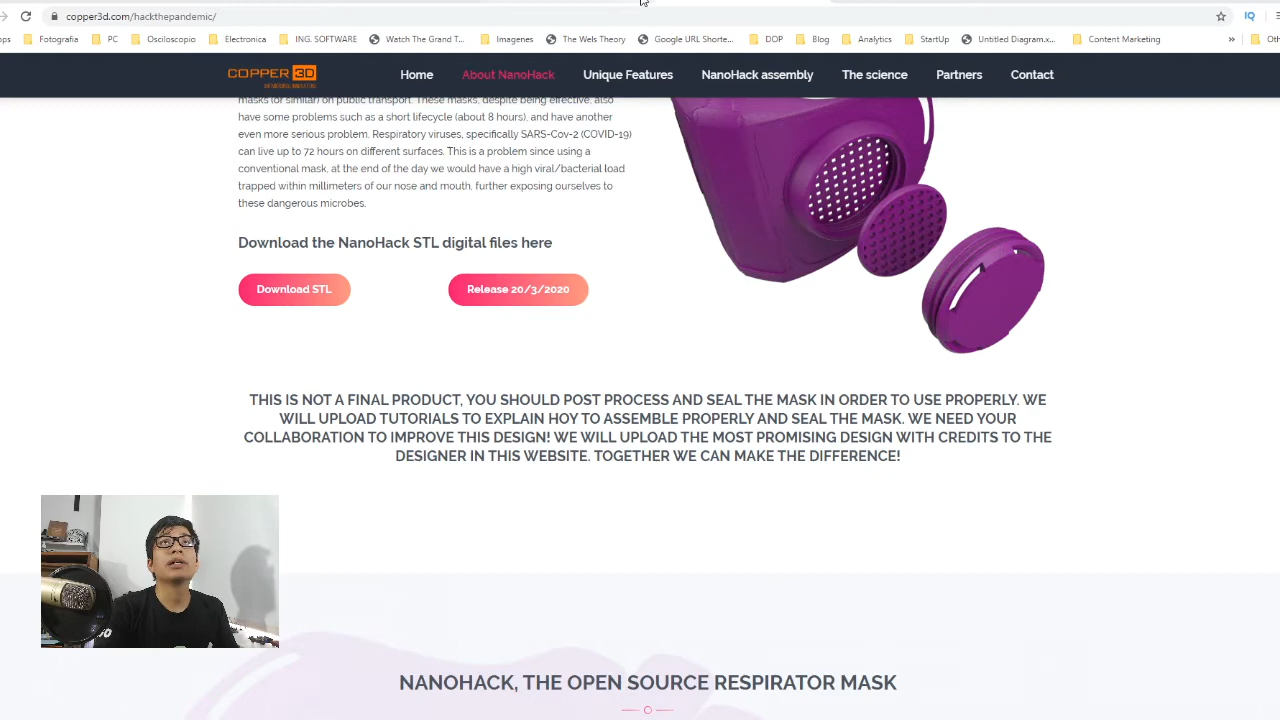 copper3d.com/hackthepandemic/
ps Fotografia PC Osciloscopio Electronica ING. SOFTWARE Watch The Grand T... Imagenes The Wels Theory Google URL Shorte... DOP Blog Analytics StartUp Untitled Diagram.x... Content Marketing » Oth
COPPER 3D
Home About NanoHack Unique Features NanoHack assembly The science Partners Contact
masks (or similar) on public transport. These masks, despite being effective, also
have some problems such as a short lifecycle (about 8 hours), and have another
even more serious problem. Respiratory viruses, specifically SARS-Cov-2 (COVID-19)
can live up to 72 hours on different surfaces. This is a problem since using a
conventional mask, at the end of the day we would have a high viral/bacterial load
trapped within millimeters of our nose and mouth, further exposing ourselves to
these dangerous microbes.
Download the NanoHack STL digital files here
Download STL
Release 20/3/2020
THIS IS NOT A FINAL PRODUCT, YOU SHOULD POST PROCESS AND SEAL THE MASK IN ORDER TO USE PROPERLY. WE
WILL UPLOAD TUTORIALS TO EXPLAIN HOY TO ASSEMBLE PROPERLY AND SEAL THE MASK. WE NEED YOUR
COLLABORATION TO IMPROVE THIS DESIGN! WE WILL UPLOAD THE MOST PROMISING DESIGN WITH CREDITS TO THE
DESIGNER IN THIS WEBSITE. TOGETHER WE CAN MAKE THE DIFFERENCE!
NANOHACK, THE OPEN SOURCE RESPIRATOR MASK